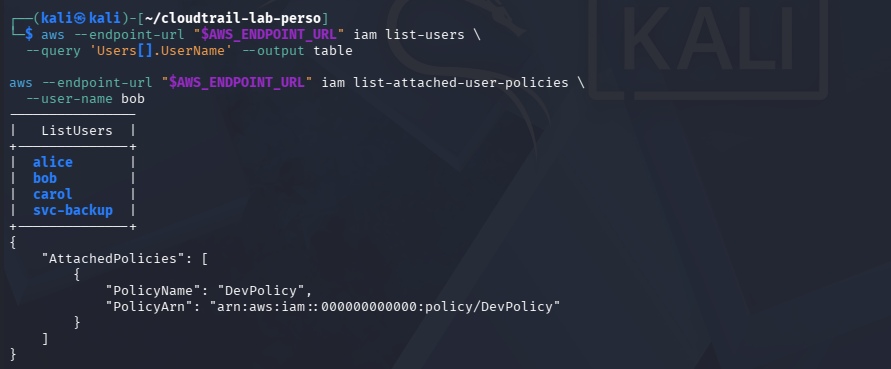 ┌──(kali㉿kali)-[~/cloudtrail-lab-perso]
└─$ aws --endpoint-url "$AWS_ENDPOINT_URL" iam list-users \
  --query 'Users[].UserName' --output table

aws --endpoint-url "$AWS_ENDPOINT_URL" iam list-attached-user-policies \
  --user-name bob
---------------
|  ListUsers  |
+-------------+
|  alice      |
|  bob        |
|  carol      |
|  svc-backup |
+-------------+
{
    "AttachedPolicies": [
        {
            "PolicyName": "DevPolicy",
            "PolicyArn": "arn:aws:iam::000000000000:policy/DevPolicy"
        }
    ]
}
KALI